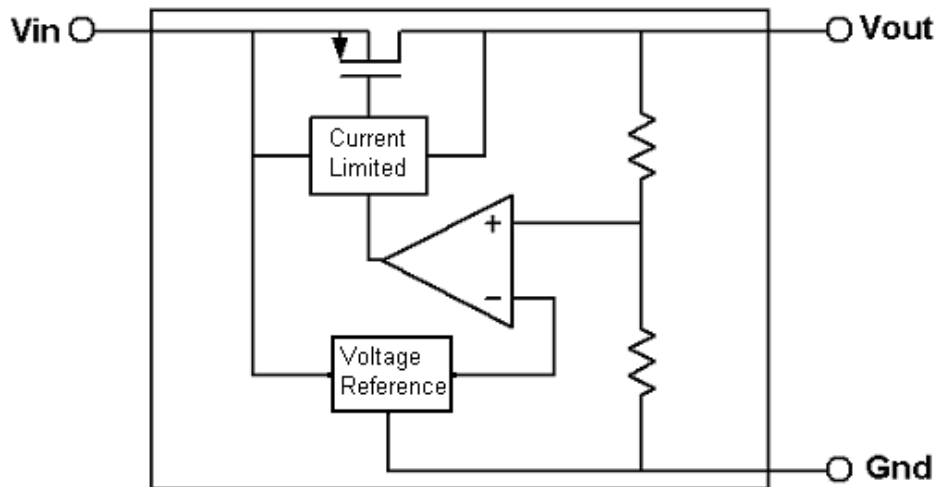 Vin
Vout
Current
Limited
+
-
Voltage
Reference
Gnd